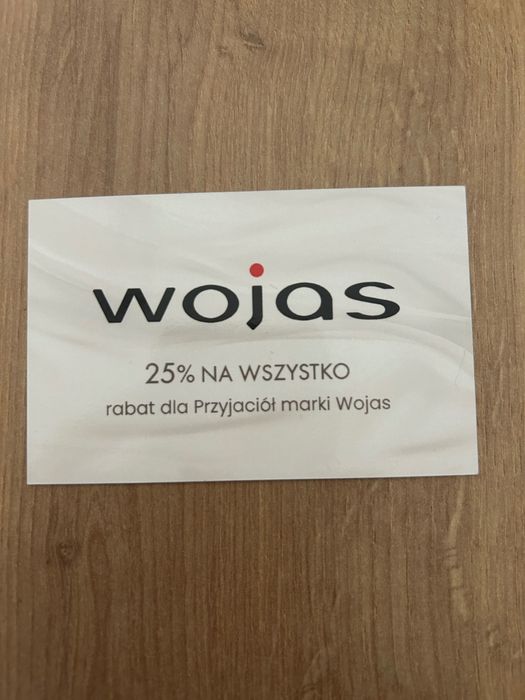 wojas
25% NA WSZYSTKO
rabat dla Przyjaciół marki Wojas